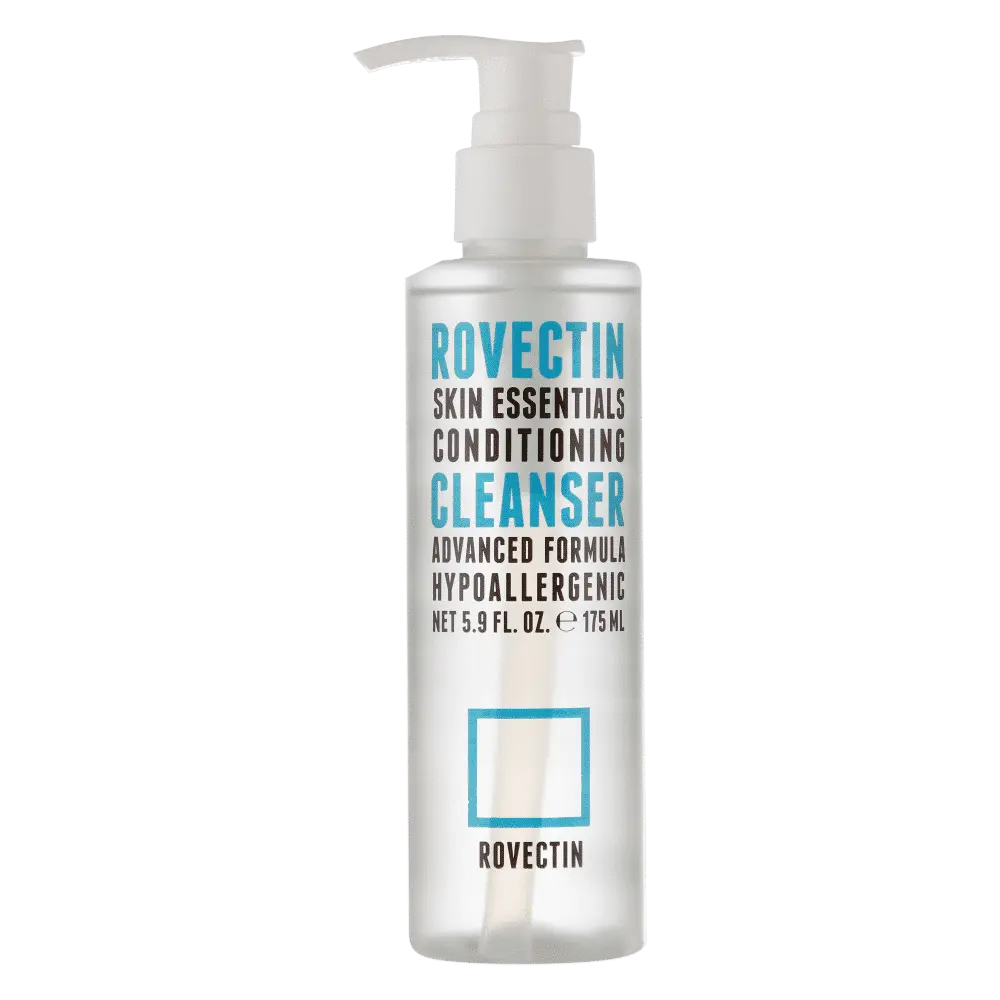 ROVECTIN
SKIN ESSENTIALS
CONDITIONING
CLEANSER
ADVANCED FORMULA
HYPOALLERGENIC
NET 5.9 FL. OZ. ℮ 175 ML
ROVECTIN